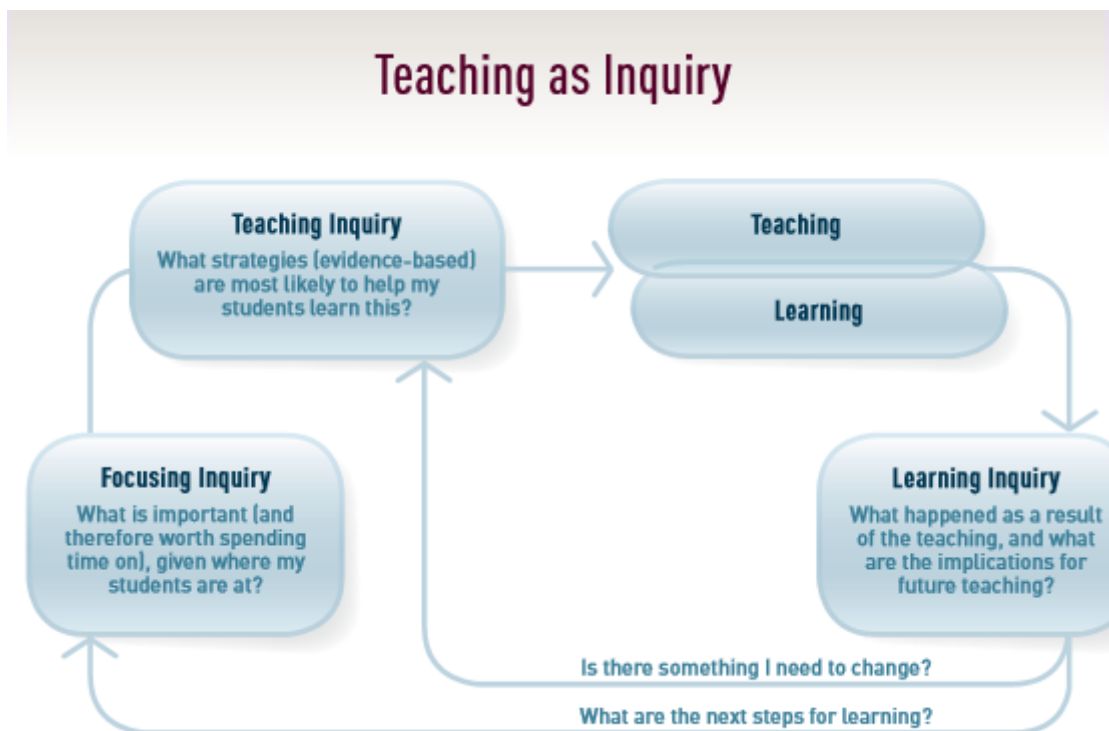 Teaching as Inquiry
Teaching Inquiry
What strategies (evidence-based)
are most likely to help my
students learn this?
Teaching
Learning
Focusing Inquiry
What is important (and
therefore worth spending
time on), given where my
students are at?
Learning Inquiry
What happened as a result
of the teaching, and what
are the implications for
future teaching?
Is there something I need to change?
What are the next steps for learning?